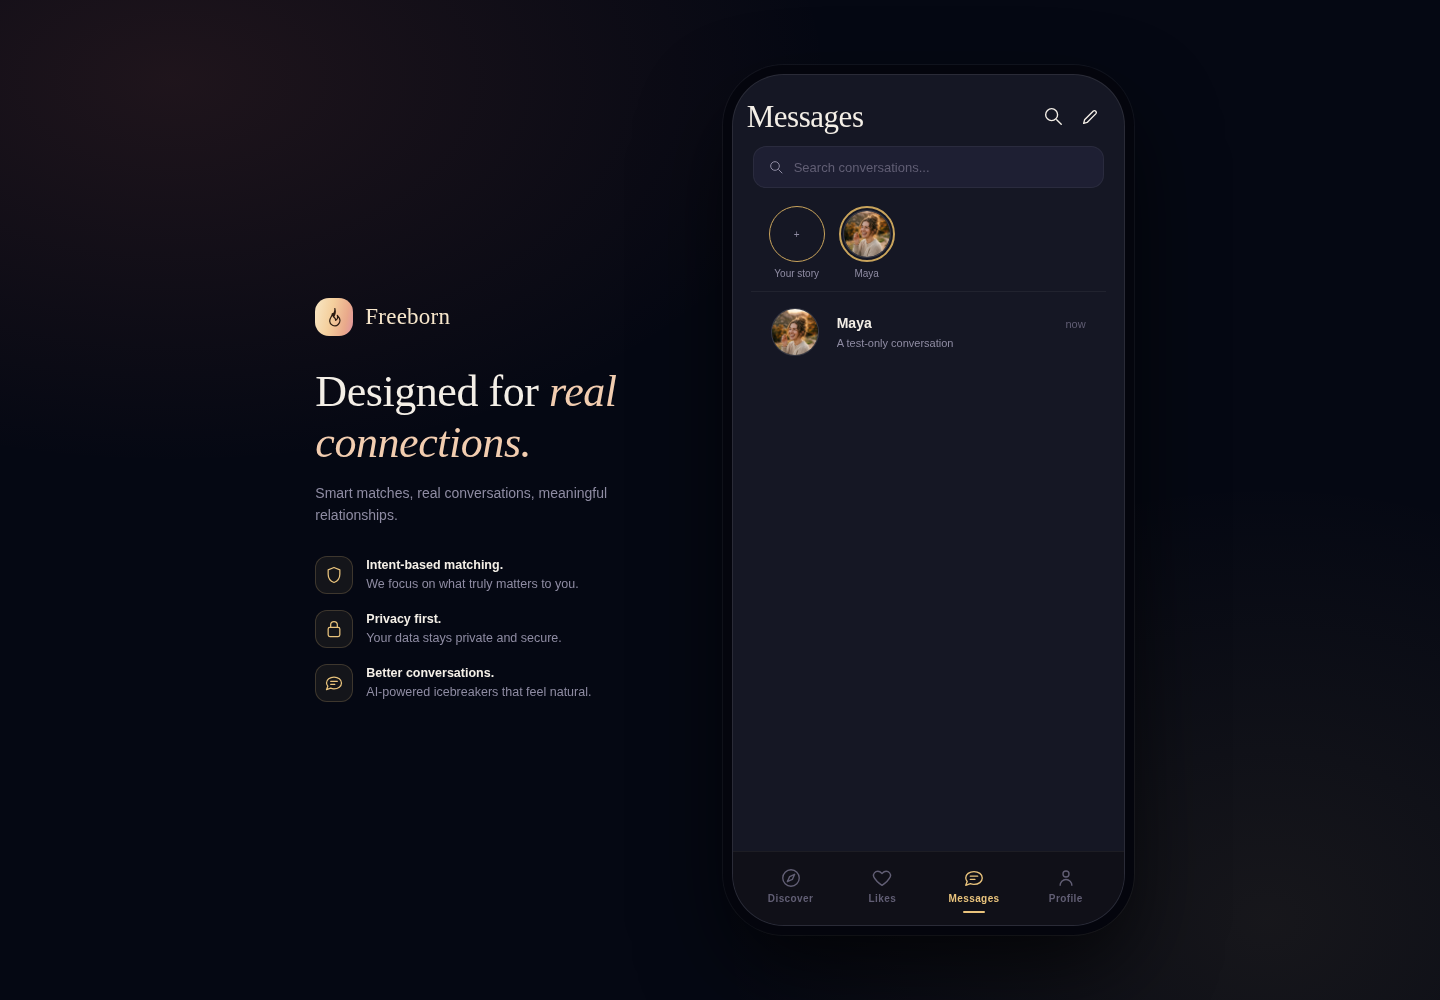 Freeborn
Designed for real
connections.
Smart matches, real conversations, meaningful
relationships.
Intent-based matching.
We focus on what truly matters to you.
Privacy first.
Your data stays private and secure.
Better conversations.
AI-powered icebreakers that feel natural.
Messages
Search conversations...
+
Your story
Maya
Maya
now
A test-only conversation
Discover
Likes
Messages
Profile